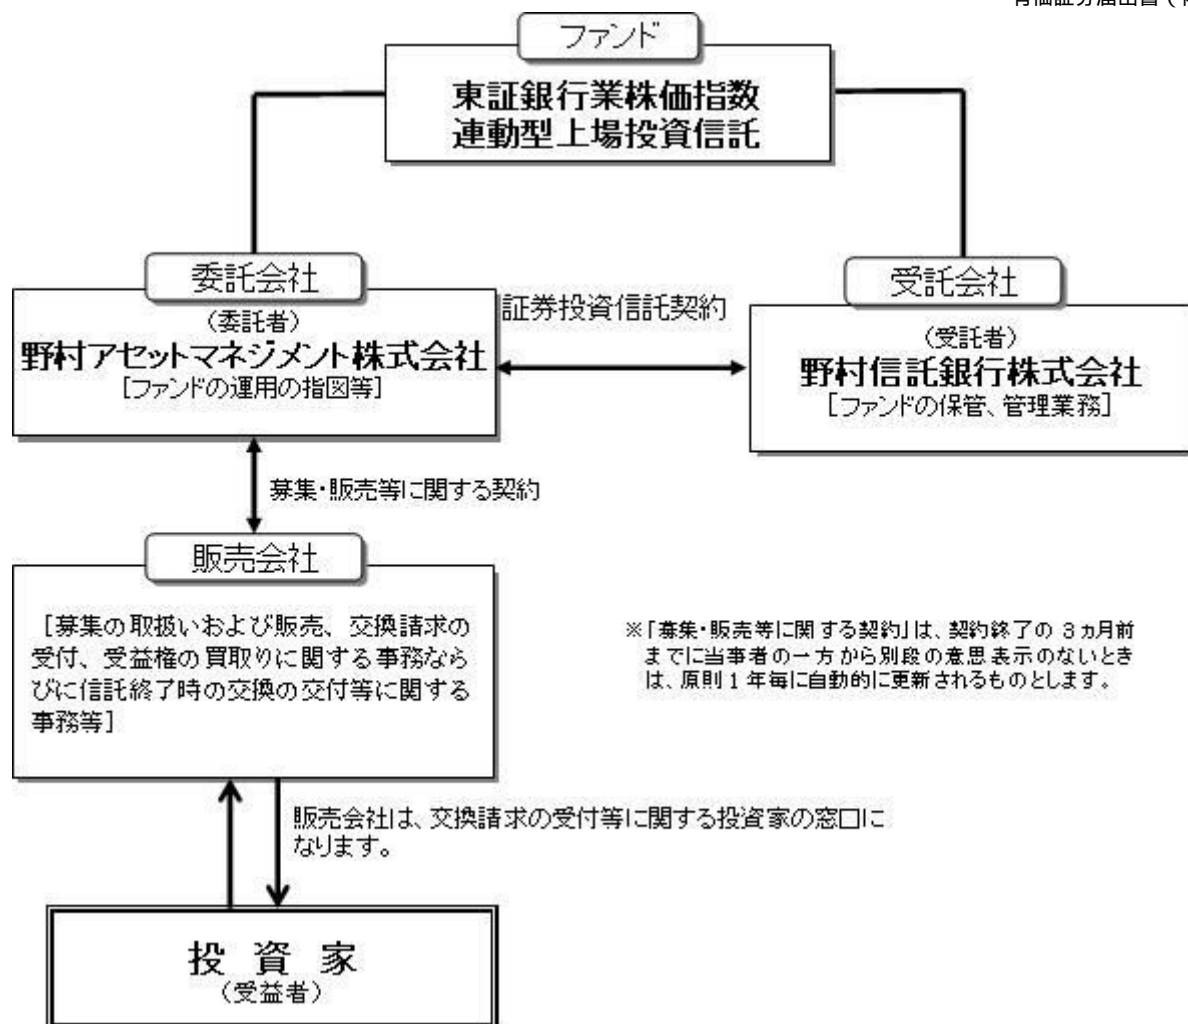 有価証券届出書（
ファンド
東証銀行業株価指数
連動型上場投資信託
委託会社
（委託者）
野村アセットマネジメント株式会社
［ファンドの運用の指図等］
証券投資信託契約
受託会社
（受託者）
野村信託銀行株式会社
［ファンドの保管、管理業務］
募集・販売等に関する契約
販売会社
［募集の取扱いおよび販売、交換請求の
受付、受益権の買取りに関する事務なら
びに信託終了時の交換の交付等に関する
事務等］
※「募集・販売等に関する契約」は、契約終了の３ヵ月前
までに当事者の一方から別段の意思表示のないとき
は、原則１年毎に自動的に更新されるものとします。
販売会社は、交換請求の受付等に関する投資家の窓口に
なります。
投資家
（受益者）